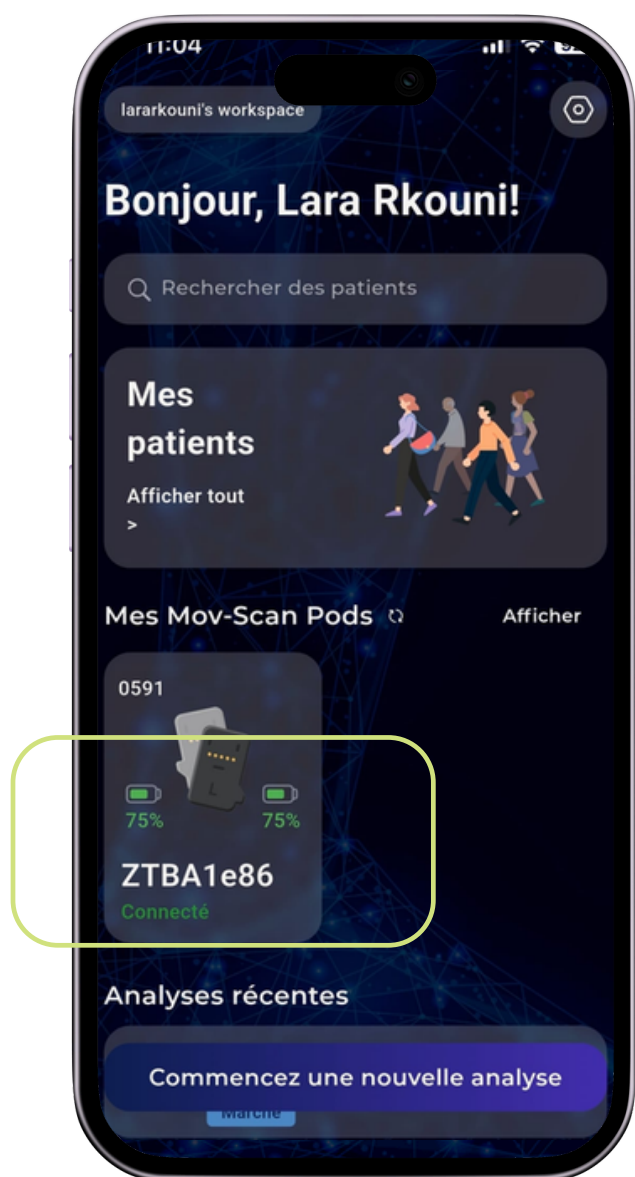 11:04
lararkouni's workspace
Bonjour, Lara Rkouni!
Rechercher des patients
Mes
patients
Afficher tout
>
Mes Mov-Scan Pods
Afficher
0591
L
75%
75%
ZTBA1e86
Connecté
Analyses récentes
Commencez une nouvelle analyse
Marche